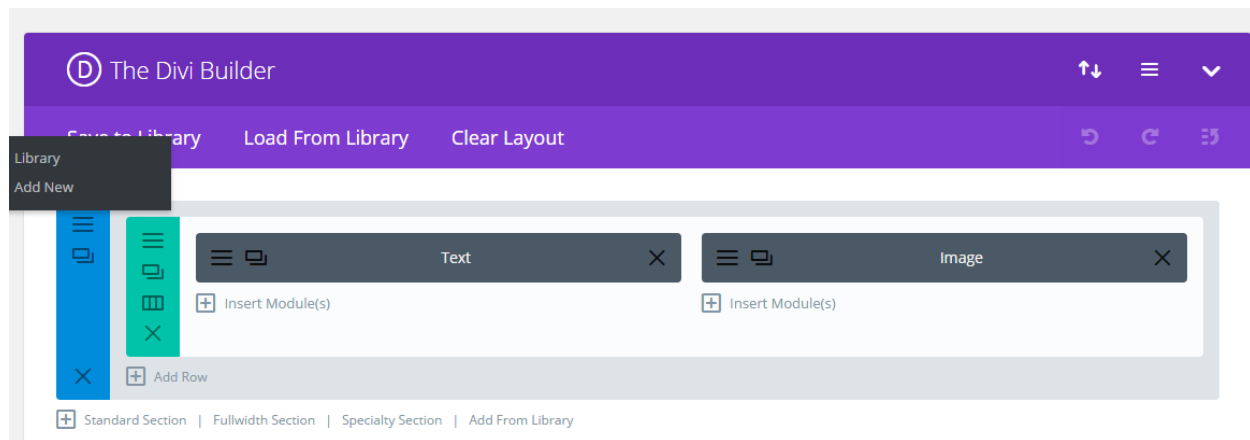 D The Divi Builder
Save to Library Load From Library Clear Layout
Library
Add New
Text Image
Insert Module(s) Insert Module(s)
Add Row
Standard Section | Fullwidth Section | Specialty Section | Add From Library